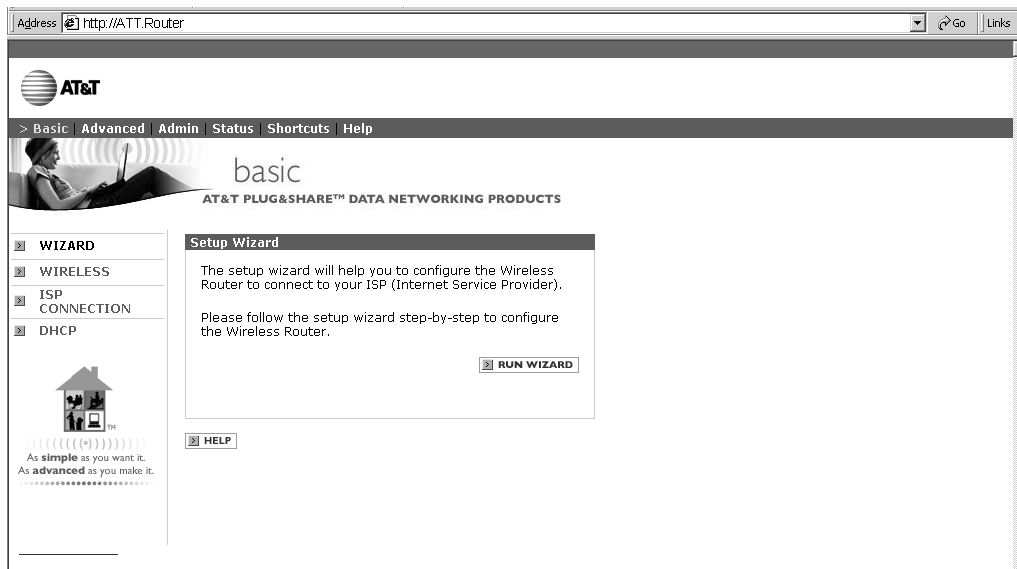 Address http://ATT.Router Go Links
AT&T
> Basic | Advanced | Admin | Status | Shortcuts | Help
basic
AT&T PLUG&SHARE™ DATA NETWORKING PRODUCTS
WIZARD
WIRELESS
ISP
CONNECTION
DHCP
Setup Wizard
The setup wizard will help you to configure the Wireless
Router to connect to your ISP (Internet Service Provider).
Please follow the setup wizard step-by-step to configure
the Wireless Router.
RUN WIZARD
HELP
TM
As simple as you want it.
As advanced as you make it.